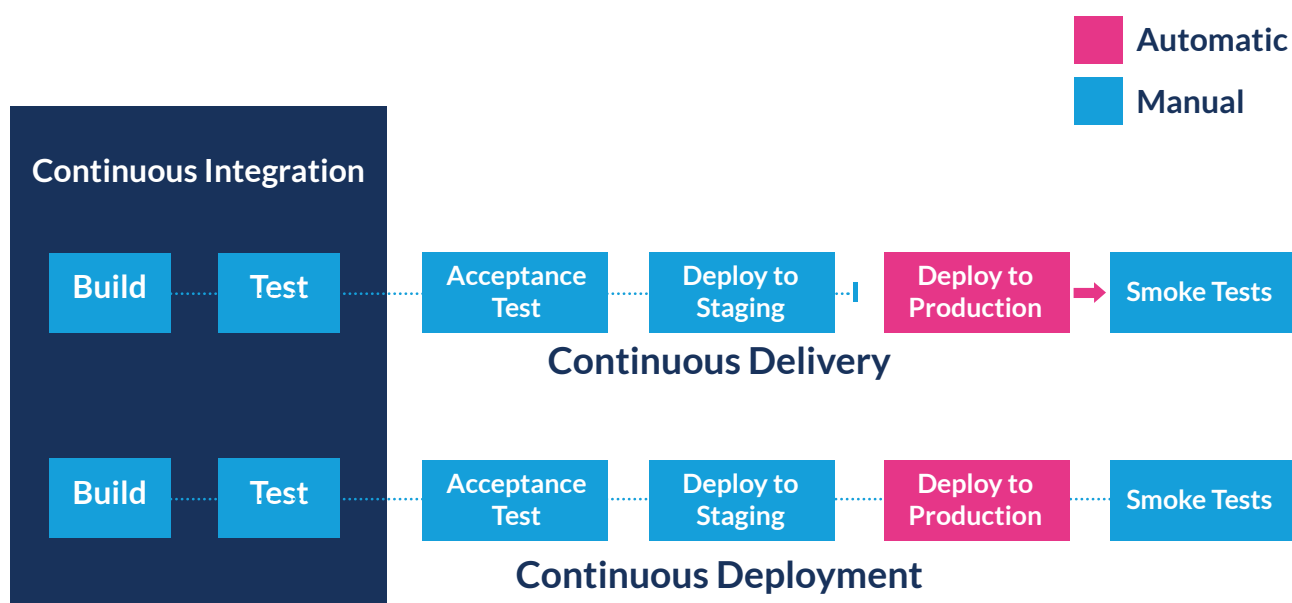 Automatic
Manual
Continuous Integration
Build
Test
Acceptance
Test
Deploy to
Staging
Deploy to
Production
Smoke Tests
Continuous Delivery
Build
Test
Acceptance
Test
Deploy to
Staging
Deploy to
Production
Smoke Tests
Continuous Deployment